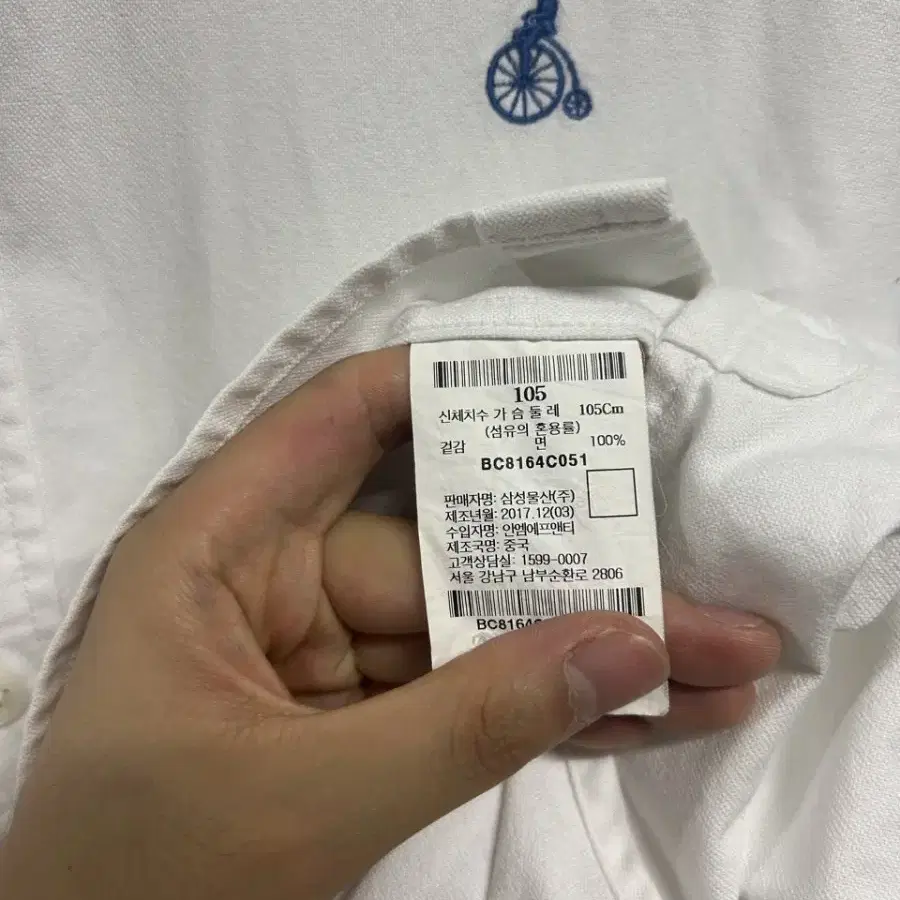 105
신체치수 가 슴 둘 레 105Cm
(섬유의 혼용률)
겉감 면 100%
BC8164C051
판매자명: 삼성물산(주)
제조년월: 2017.12(03)
수입자명: 안엠에프앤티
제조국명: 중국
고객상담실: 1599-0007
서울 강남구 남부순환로 2806